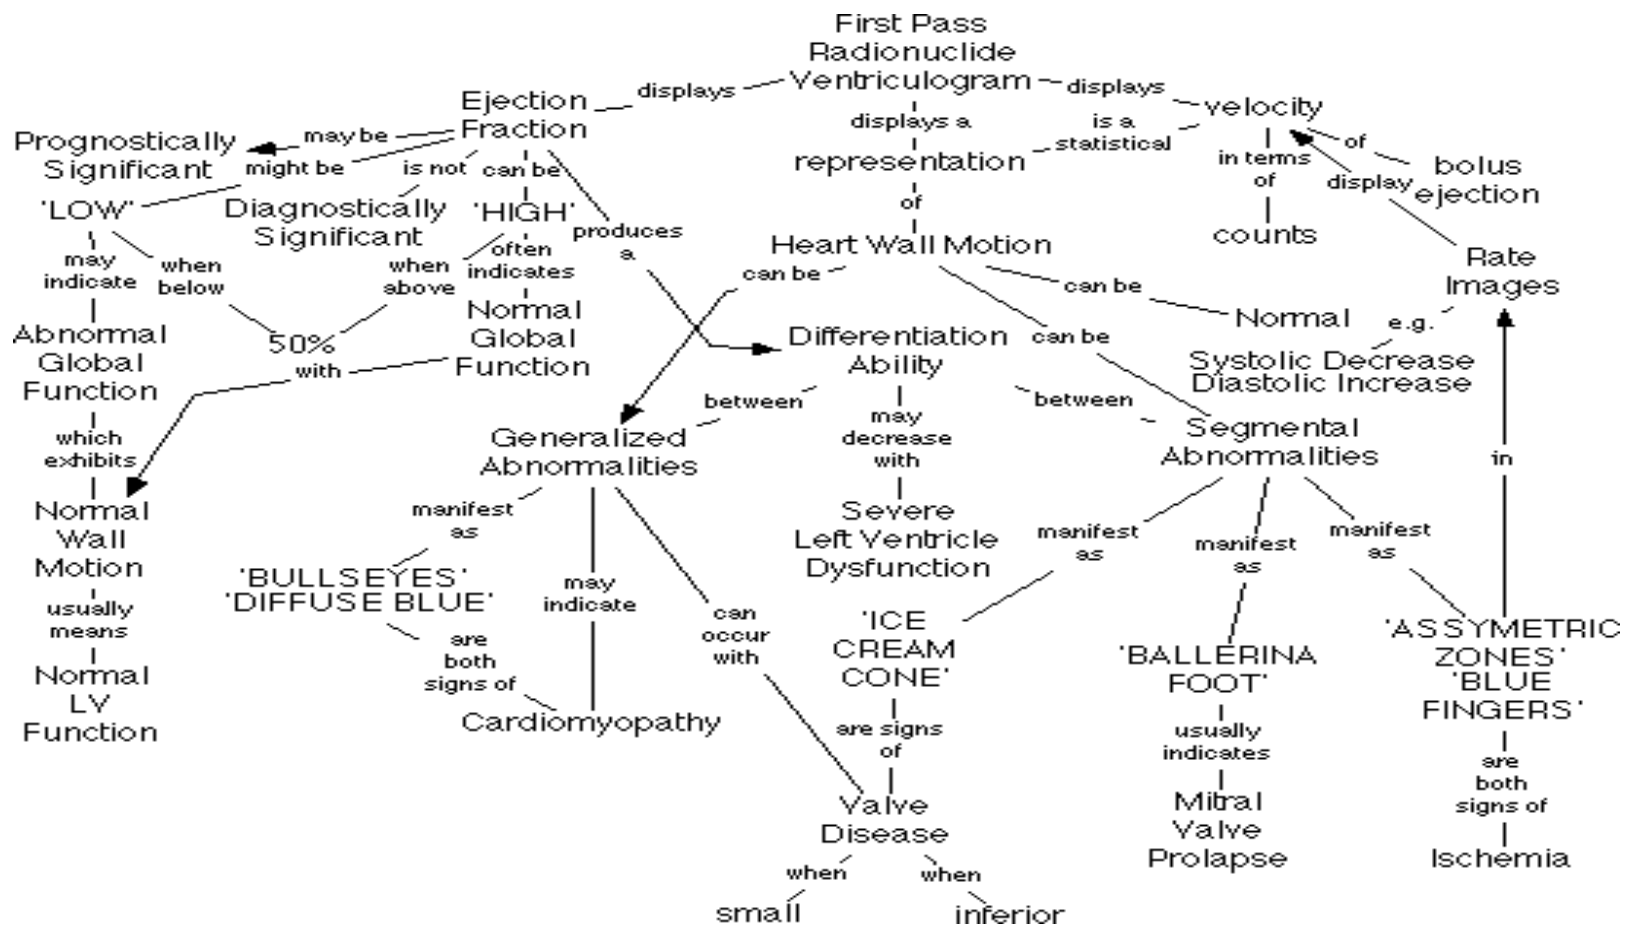 First Pass
Radionuclide
Ventriculogram
displays
displays
Ejection
Fraction
velocity
displays a
is a
statistical
representation
of
in terms
of
counts
of
bolus
ejection
display
Rate
Images
e.g.
Systolic Decrease
Diastolic Increase
may be
Prognostically
Significant
might be
'LOW'
is not
Diagnostically
Significant
can be
'HIGH'
produces
a
may
indicate
when
below
when
above
often
indicates
50%
Abnormal
Global
Function
Normal
Global
Function
with
which
exhibits
Normal
Wall
Motion
usually
means
Normal
LV
Function
Heart Wall Motion
can be
can be
can be
Normal
Differentiation
Ability
between
between
may
decrease
with
Severe
Left Ventricle
Dysfunction
Generalized
Abnormalities
Segmental
Abnormalities
in
manifest
as
'BULLSEYES'
'DIFFUSE BLUE'
are
both
signs of
may
indicate
Cardiomyopathy
can
occur
with
manifest
as
manifest
as
manifest
as
'ICE
CREAM
CONE'
'BALLERINA
FOOT'
'ASSYMETRIC
ZONES'
'BLUE
FINGERS'
are signs
of
usually
indicates
are
both
signs of
Valve
Disease
Mitral
Valve
Prolapse
Ischemia
when
when
small
inferior